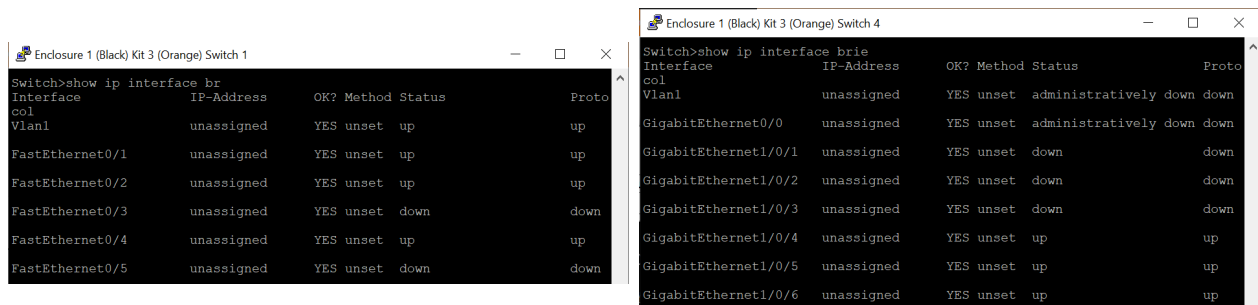 Enclosure 1 (Black) Kit 3 (Orange) Switch 1
Switch>show ip interface br
Interface IP-Address OK? Method Status Proto
col
Vlan1 unassigned YES unset up up
FastEthernet0/1 unassigned YES unset up up
FastEthernet0/2 unassigned YES unset up up
FastEthernet0/3 unassigned YES unset down down
FastEthernet0/4 unassigned YES unset up up
FastEthernet0/5 unassigned YES unset down down
Enclosure 1 (Black) Kit 3 (Orange) Switch 4
Switch>show ip interface brie
Interface IP-Address OK? Method Status Proto
col
Vlan1 unassigned YES unset administratively down down
GigabitEthernet0/0 unassigned YES unset administratively down down
GigabitEthernet1/0/1 unassigned YES unset down down
GigabitEthernet1/0/2 unassigned YES unset down down
GigabitEthernet1/0/3 unassigned YES unset down down
GigabitEthernet1/0/4 unassigned YES unset up up
GigabitEthernet1/0/5 unassigned YES unset up up
GigabitEthernet1/0/6 unassigned YES unset up up